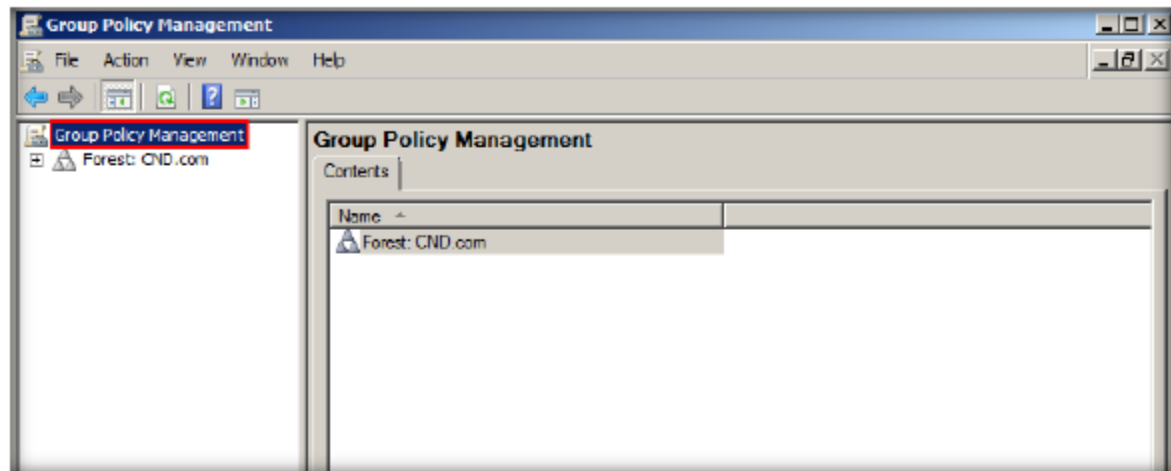 Group Policy Management
File Action View Window Help
Group Policy Management
Forest: CND.com
Group Policy Management
Contents
Name
Forest: CND.com